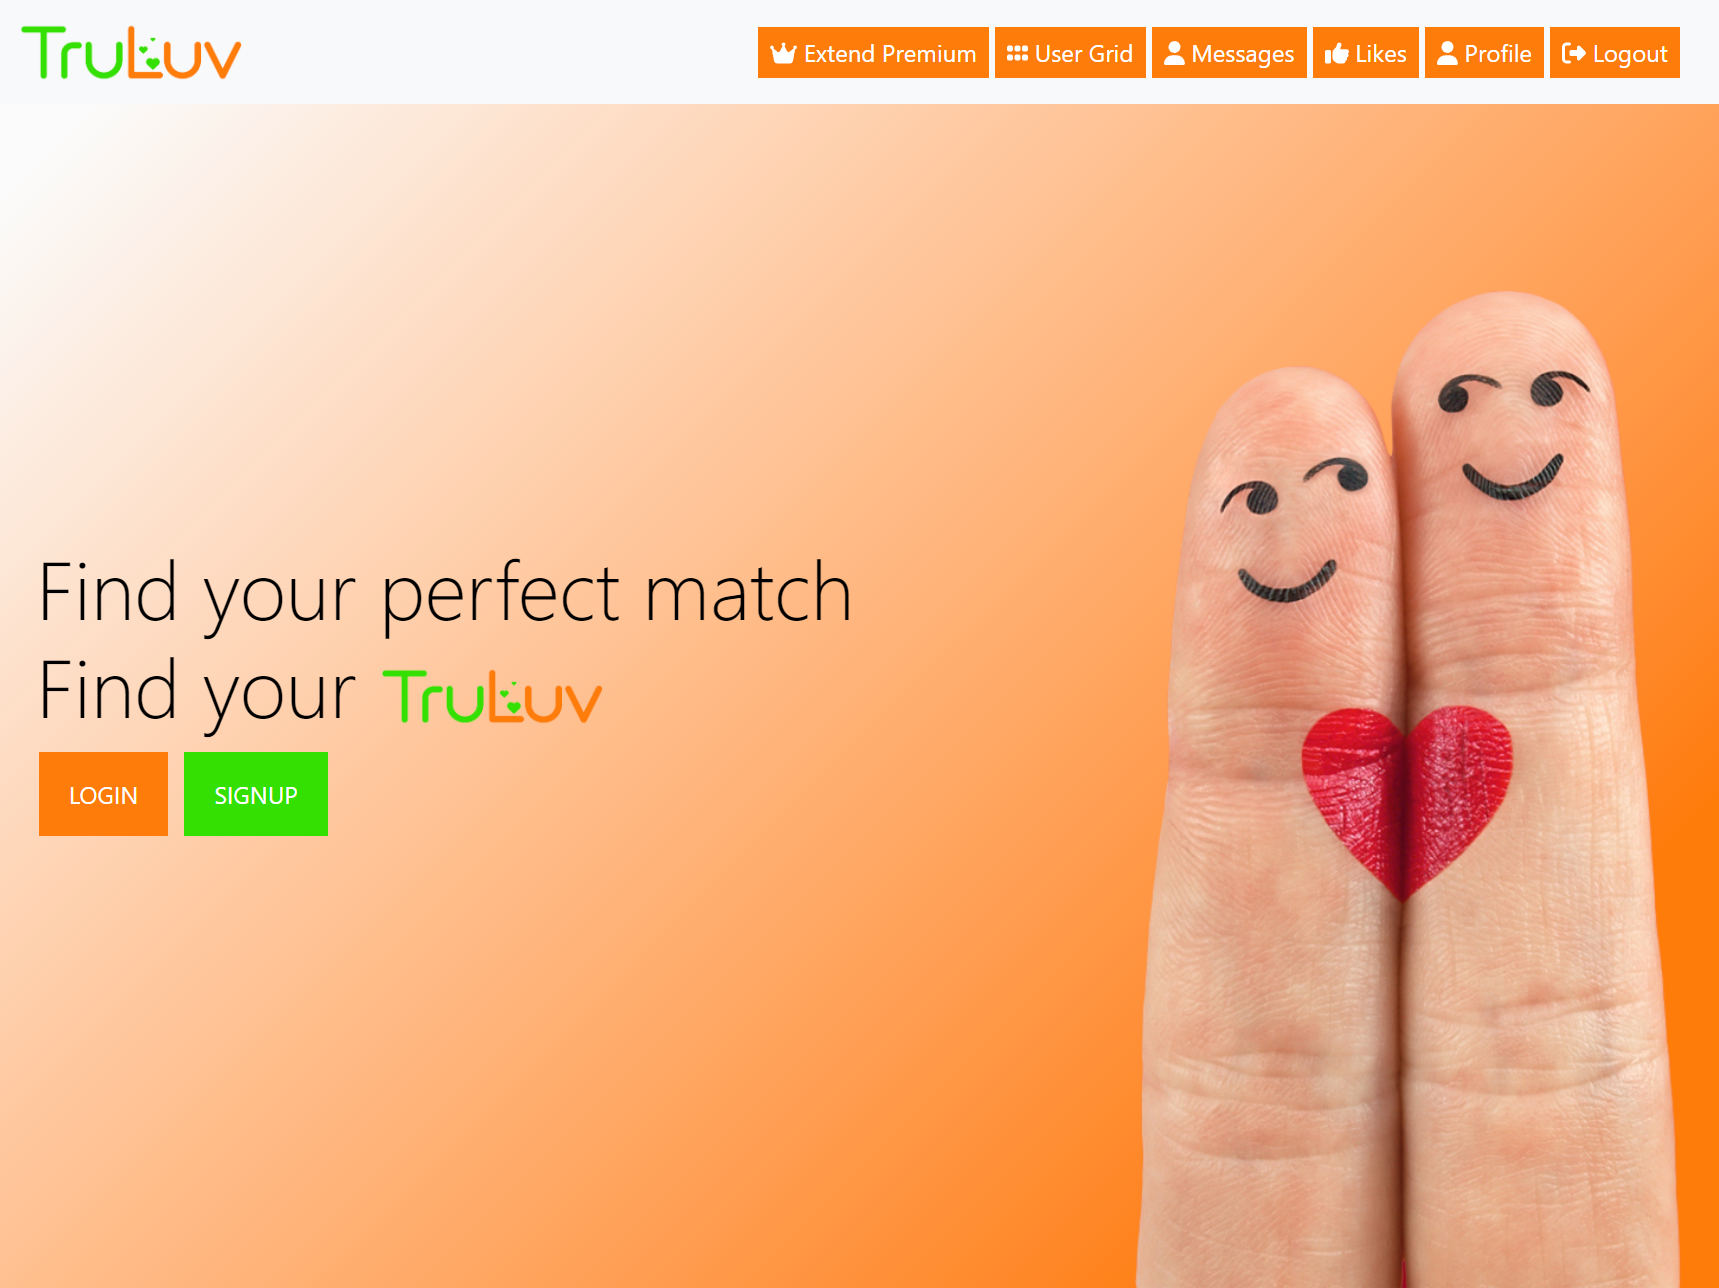 TruLuv
Extend Premium
User Grid
Messages
Likes
Profile
Logout
Find your perfect match
Find your TruLuv
LOGIN
SIGNUP